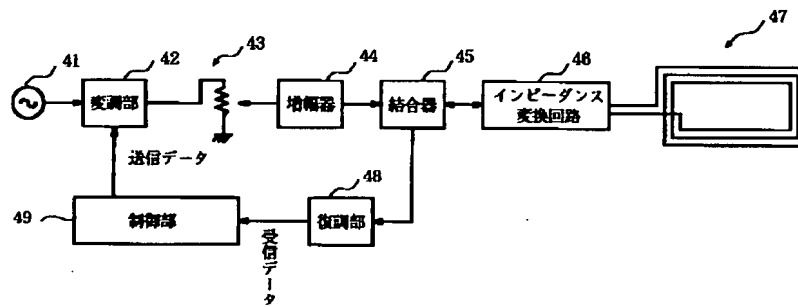 41
42
43
44
45
46
47
変調部
増幅器
結合器
インピーダンス
変換回路
送信データ
48
49
制御部
復調部
受信データ